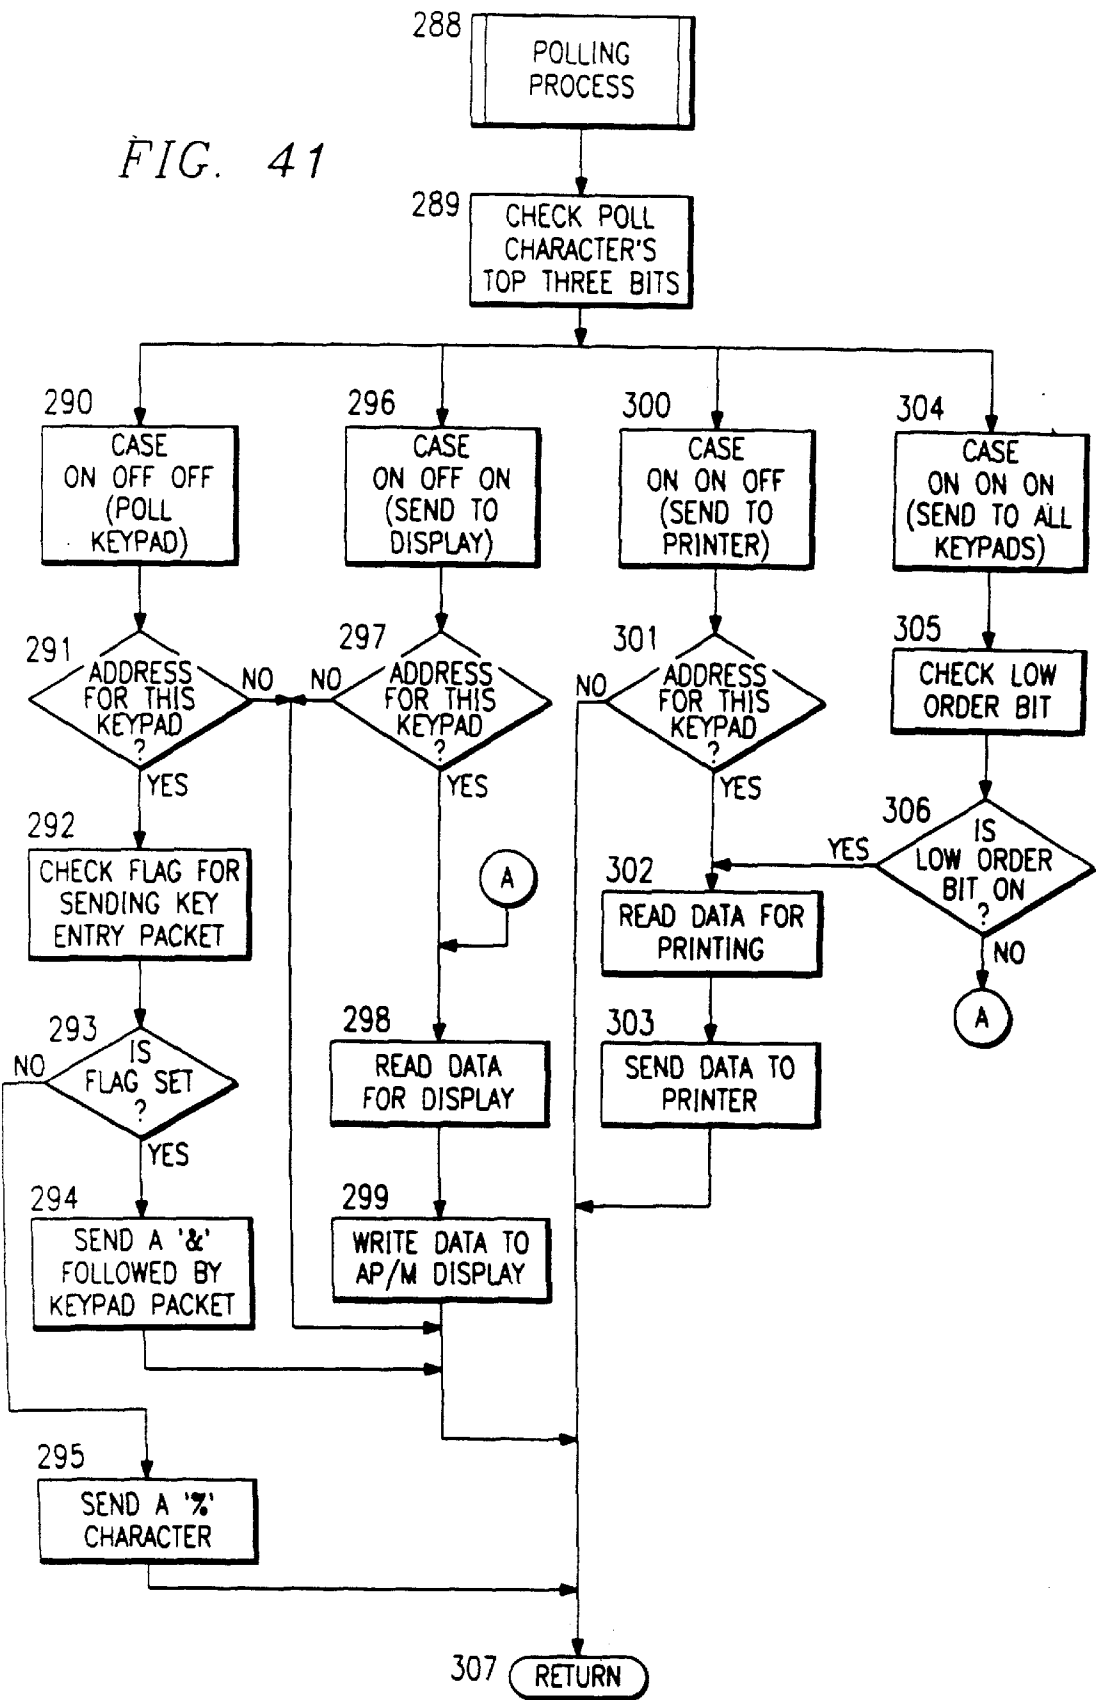 288
POLLING
PROCESS
FIG. 41
289
CHECK POLL
CHARACTER'S
TOP THREE BITS
290
CASE
ON OFF OFF
(POLL
KEYPAD)
296
CASE
ON OFF ON
(SEND TO
DISPLAY)
300
CASE
ON ON OFF
(SEND TO
PRINTER)
304
CASE
ON ON ON
(SEND TO ALL
KEYPADS)
291
ADDRESS
FOR THIS
KEYPAD
?
NO
YES
297
ADDRESS
FOR THIS
KEYPAD
?
NO
YES
301
ADDRESS
FOR THIS
KEYPAD
?
NO
YES
305
CHECK LOW
ORDER BIT
306
IS
LOW ORDER
BIT ON
?
YES
NO
A
292
CHECK FLAG FOR
SENDING KEY
ENTRY PACKET
A
302
READ DATA FOR
PRINTING
293
IS
FLAG SET
?
NO
YES
298
READ DATA
FOR DISPLAY
303
SEND DATA TO
PRINTER
294
SEND A '&'
FOLLOWED BY
KEYPAD PACKET
299
WRITE DATA TO
AP/M DISPLAY
295
SEND A '%'
CHARACTER
307
RETURN